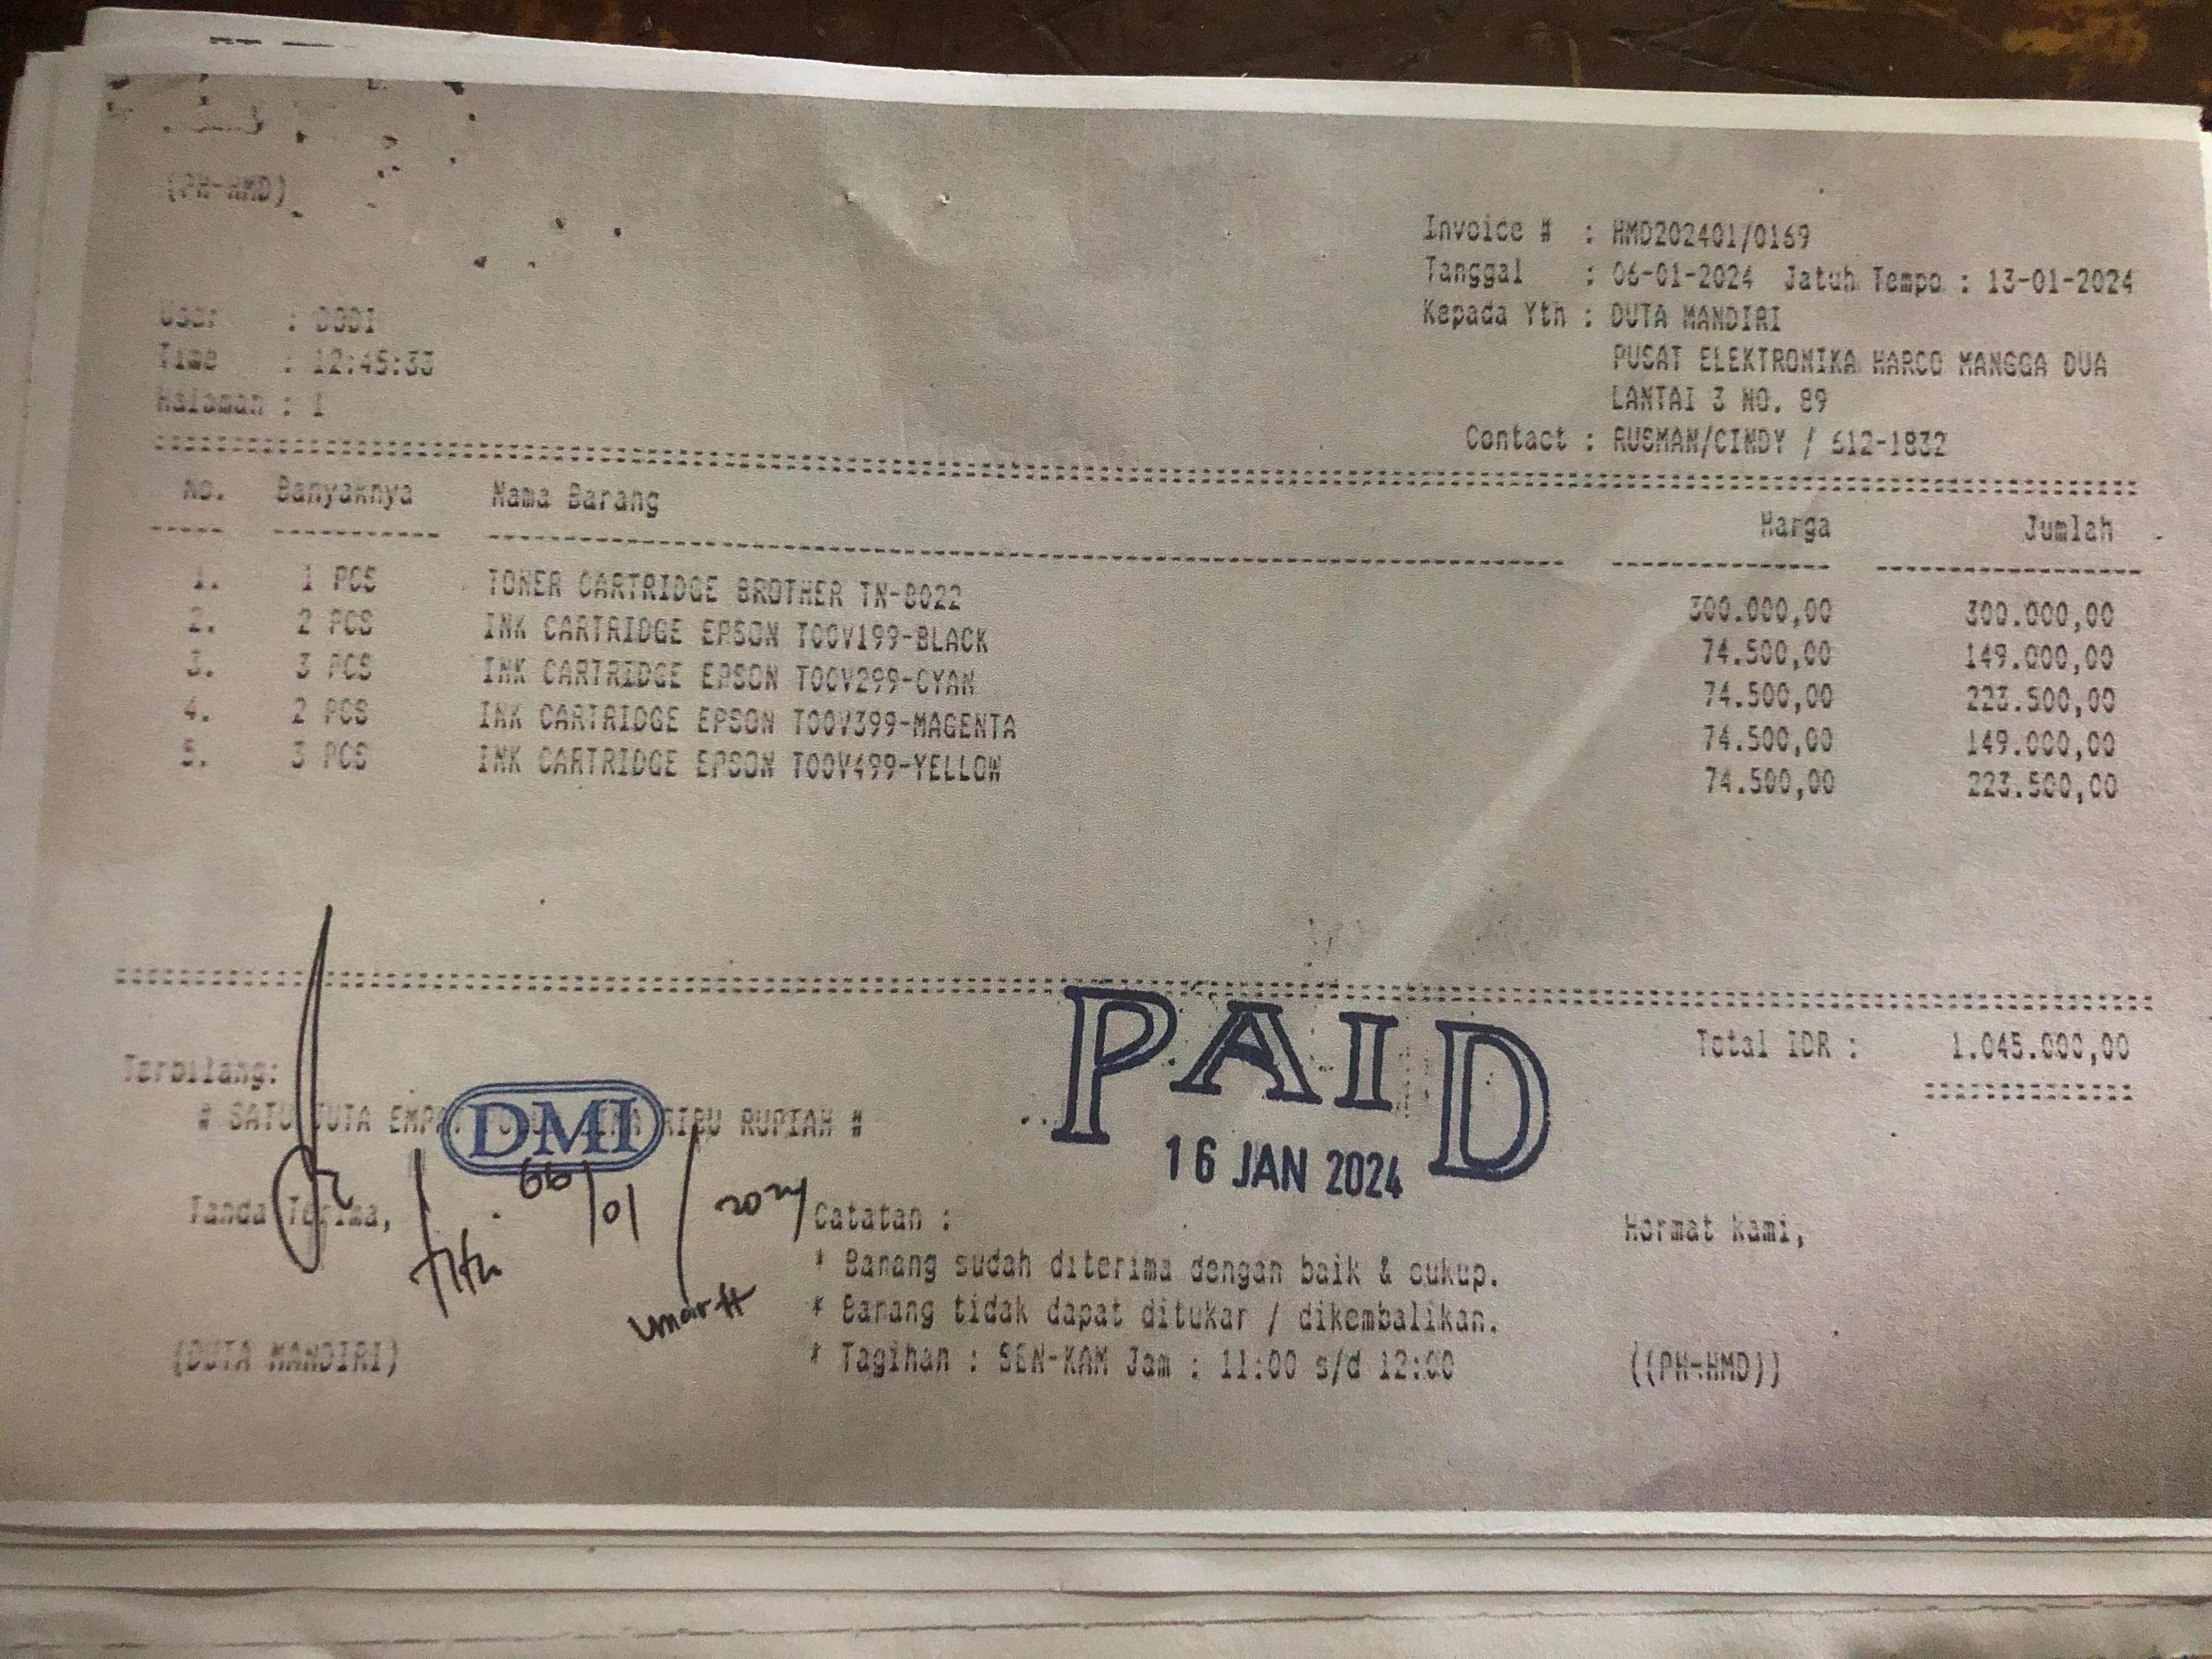 (PH-HMD)
Invoice # : HMD202401/0169
Tanggal : 06-01-2024 Jatuh Tempo : 13-01-2024
Kepada Yth : DUTA MANDIRI
PUSAT ELEKTRONIKA HARCO MANGGA DUA
LANTAI 3 NO. 89
Contact : RUSMAN/CINDY / 612-1832
User : DODI
Time : 12:45:33
Halaman : 1
No. Banyaknya Nama Barang Harga Jumlah
1. 1 PCS TONER CARTRIDGE BROTHER TN-8022 300.000,00 300.000,00
2. 2 PCS INK CARTRIDGE EPSON T00V199-BLACK 74.500,00 149.000,00
3. 3 PCS INK CARTRIDGE EPSON T00V299-CYAN 74.500,00 223.500,00
4. 2 PCS INK CARTRIDGE EPSON T00V399-MAGENTA 74.500,00 149.000,00
5. 3 PCS INK CARTRIDGE EPSON T00V499-YELLOW 74.500,00 223.500,00
Total IDR : 1.045.000,00
PAID
16 JAN 2024
Terbilang:
# SATU JUTA RIBU RUPIAH #
DMI
06/01/2024
Tanda Terima,
(DUTA MANDIRI)
Catatan :
* Barang sudah diterima dengan baik & cukup.
* Barang tidak dapat ditukar / dikembalikan.
* Tagihan : SEN-KAM Jam : 11:00 s/d 12:00
Hormat Kami,
((PH-HMD))